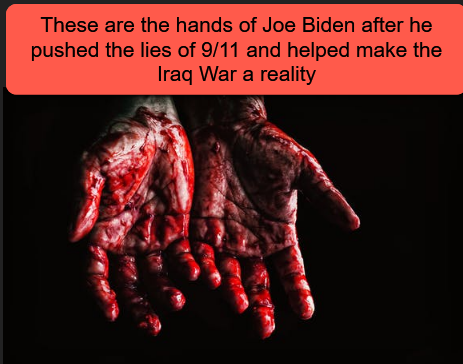 These are the hands of Joe Biden after he
pushed the lies of 9/11 and helped make the
Iraq War a reality